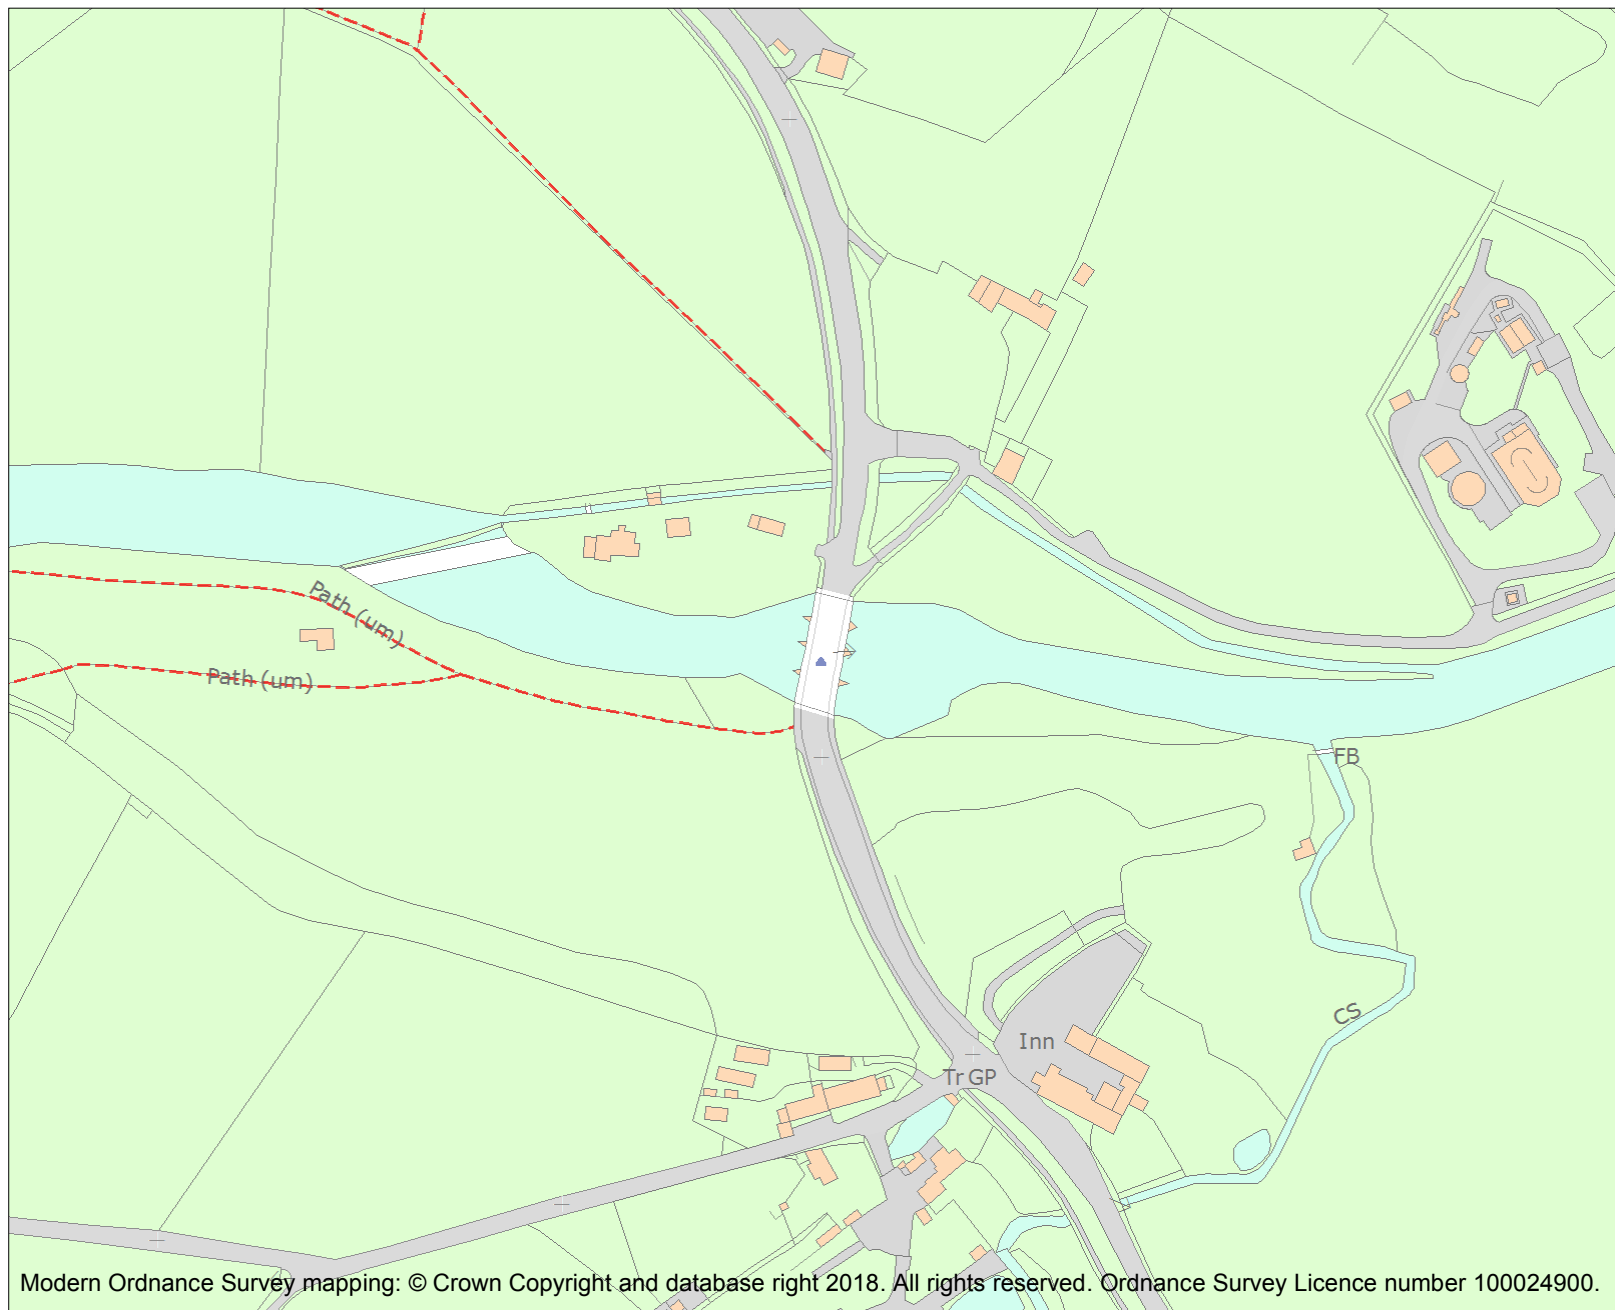 Path (um)
Path (um)
FB
CS
Inn
Tr GP
Modern Ordnance Survey mapping: © Crown Copyright and database right 2018. All rights reserved. Ordnance Survey Licence number 100024900.